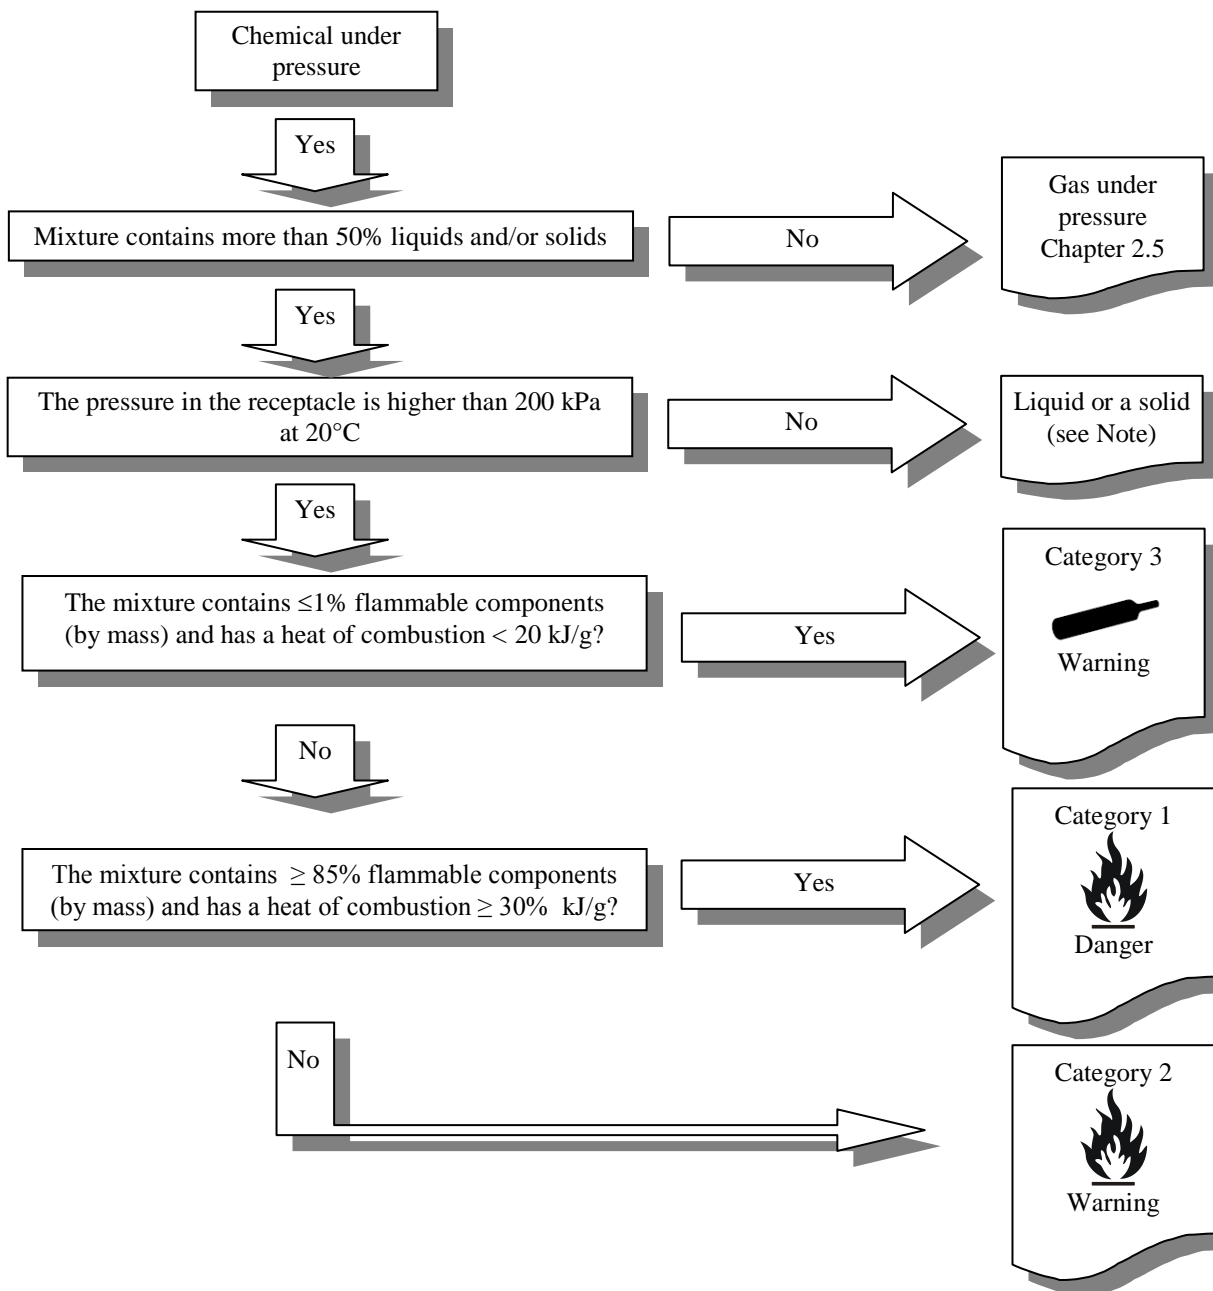 Chemical under
pressure
Yes
Mixture contains more than 50% liquids and/or solids
No
Gas under
pressure
Chapter 2.5
Yes
The pressure in the receptacle is higher than 200 kPa
at 20°C
No
Liquid or a solid
(see Note)
Yes
The mixture contains ≤1% flammable components
(by mass) and has a heat of combustion < 20 kJ/g?
Yes
Category 3
Warning
No
The mixture contains ≥ 85% flammable components
(by mass) and has a heat of combustion ≥ 30% kJ/g?
Yes
Category 1
Danger
No
Category 2
Warning